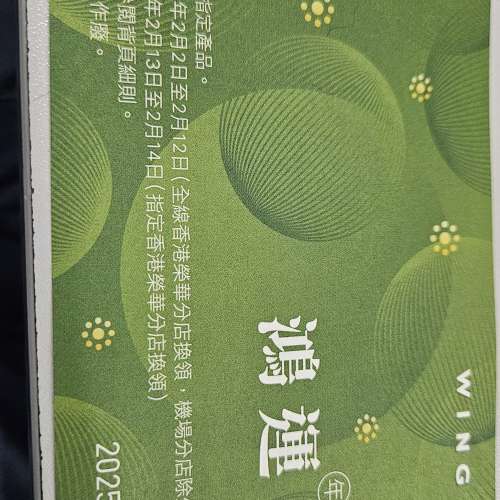 WING
鴻運年
指定產品。
年2月2日至2月12日(全線香港榮華分店換領，機場分店除
年2月13日至2月14日(指定香港榮華分店換領)
閱背頁細則。
作廢。
2025